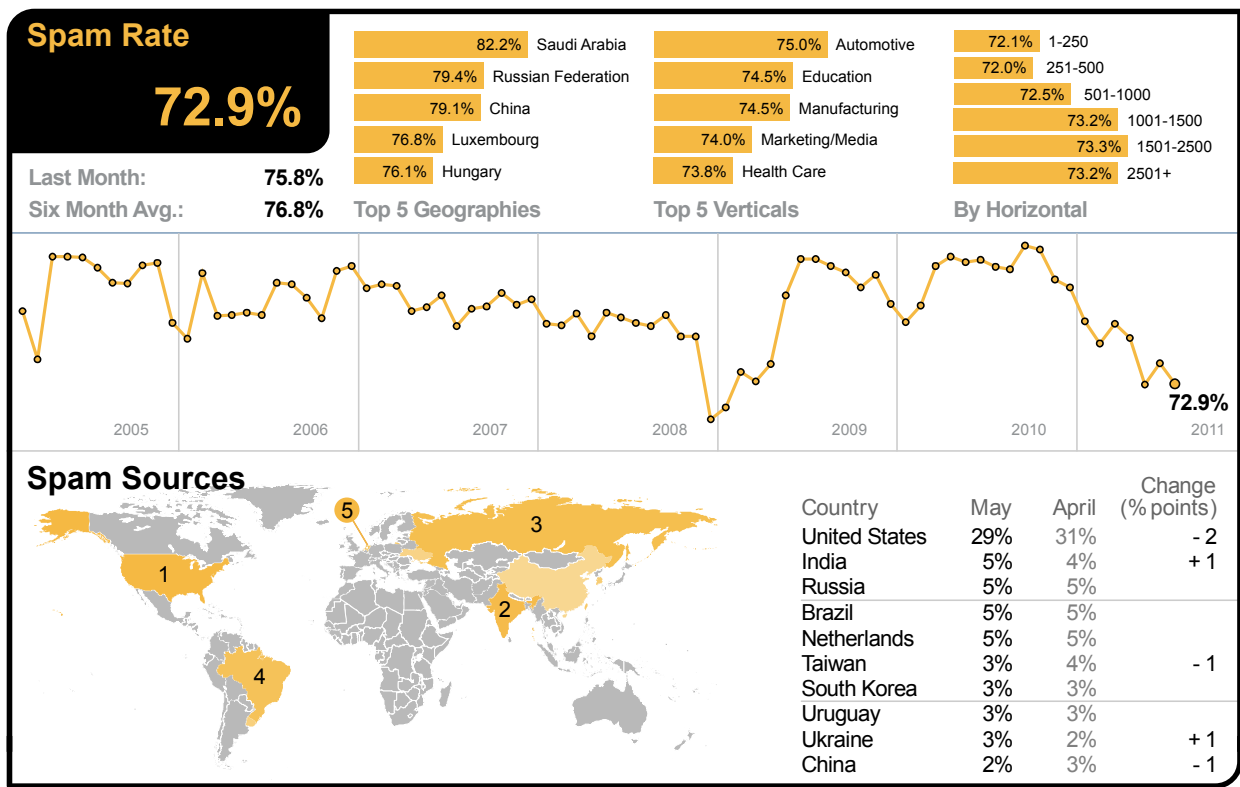 Spam Rate
72.9%
Last Month: 75.8%
Six Month Avg.: 76.8%
82.2% Saudi Arabia
79.4% Russian Federation
79.1% China
76.8% Luxembourg
76.1% Hungary
Top 5 Geographies
75.0% Automotive
74.5% Education
74.5% Manufacturing
74.0% Marketing/Media
73.8% Health Care
Top 5 Verticals
72.1% 1-250
72.0% 251-500
72.5% 501-1000
73.2% 1001-1500
73.3% 1501-2500
73.2% 2501+
By Horizontal
72.9%
2005 2006 2007 2008 2009 2010 2011
Spam Sources
5
3
1
2
4
Change
Country May April (% points)
United States 29% 31% - 2
India 5% 4% + 1
Russia 5% 5%
Brazil 5% 5%
Netherlands 5% 5%
Taiwan 3% 4% - 1
South Korea 3% 3%
Uruguay 3% 3%
Ukraine 3% 2% + 1
China 2% 3% - 1